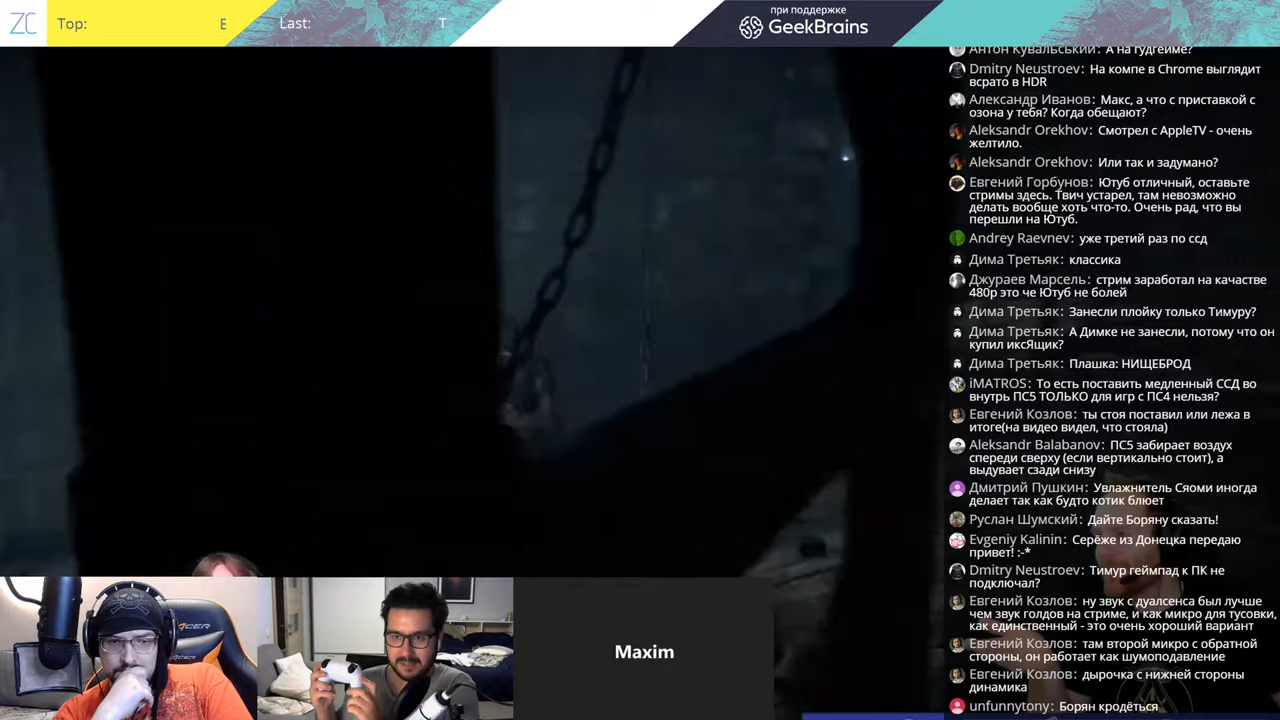 ZC
Top:
E
Last:
T
при поддержке
GeekBrains
Антон Кувальський: А на гудгейме?
Dmitry Neustroev: На компе в Chrome выглядит
всрато в HDR
Александр Иванов: Макс, а что с приставкой с
озона у тебя? Когда обещают?
Aleksandr Orekhov: Смотрел с AppleTV - очень
желтило.
Aleksandr Orekhov: Или так и задумано?
Евгений Горбунов: Ютуб отличный, оставьте
стримы здесь. Твич устарел, там невозможно
делать вообще хоть что-то. Очень рад, что вы
перешли на Ютуб.
Andrey Raevnev: уже третий раз по ссд
Дима Третьяк: классика
Джураев Марсель: стрим заработал на качастве
480р это че Ютуб не болей
Дима Третьяк: Занесли плойку только Тимуру?
Дима Третьяк: А Димке не занесли, потому что он
купил иксЯщик?
Дима Третьяк: Плашка: НИЩЕБРОД
iMATROS: То есть поставить медленный ССД во
внутрь ПС5 ТОЛЬКО для игр с ПС4 нельзя?
Евгений Козлов: ты стоя поставил или лежа в
итоге(на видео видел, что стояла)
Aleksandr Balabanov: ПС5 забирает воздух
спереди сверху (если вертикально стоит), а
выдувает сзади снизу
Дмитрий Пушкин: Увлажнитель Сяоми иногда
делает так как будто котик блюет
Руслан Шумский: Дайте Боряну сказать!
Evgeniy Kalinin: Серёже из Донецка передаю
привет! :-*
Dmitry Neustroev: Тимур геймпад к ПК не
подключал?
Евгений Козлов: ну звук с дуалсенса был лучше
чем звук голдов на стриме, и как микро для тусовки,
как единственный - это очень хороший вариант
Евгений Козлов: там второй микро с обратной
стороны, он работает как шумоподавление
Евгений Козлов: дырочка с нижней стороны
динамика
unfunnytony: Борян кродёться
ACER
ACER
Maxim